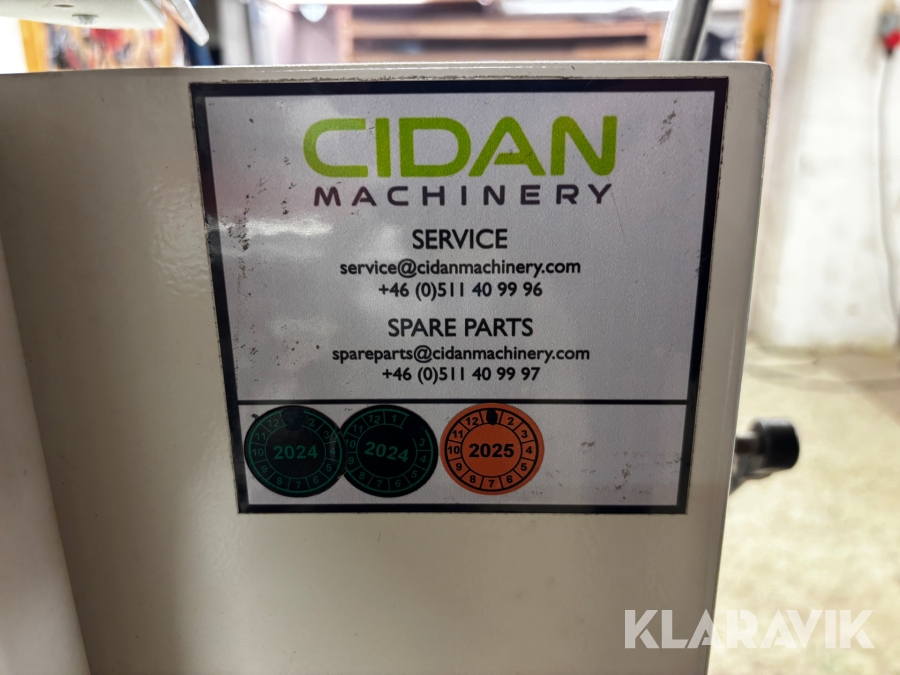 CIDAN
MACHINERY
SERVICE
service@cidanmachinery.com
+46 (0)511 40 99 96
SPARE PARTS
spareparts@cidanmachinery.com
+46 (0)511 40 99 97
2024
2024
2025
KLARAVIK